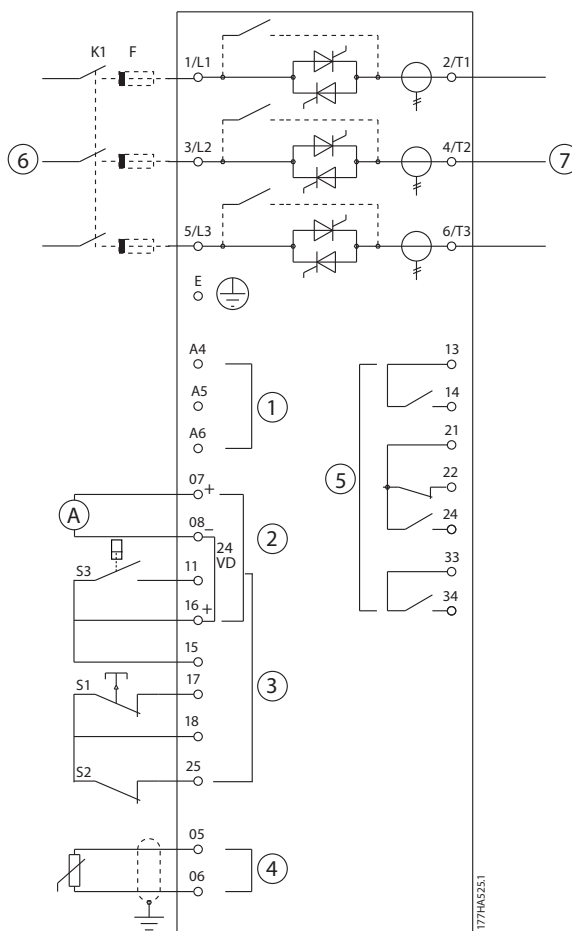 K1 F 1/L1 2/T1
6 3/L2 4/T2 7
5/L3 6/T3
E
A4 13
A5 1 14
A6 21
07 + 5 22
A 08 – 2 24
24
VD
S3 11 33
16 + 34
15
S1 17 3
18
S2 25
05
4
06
177HA525.1